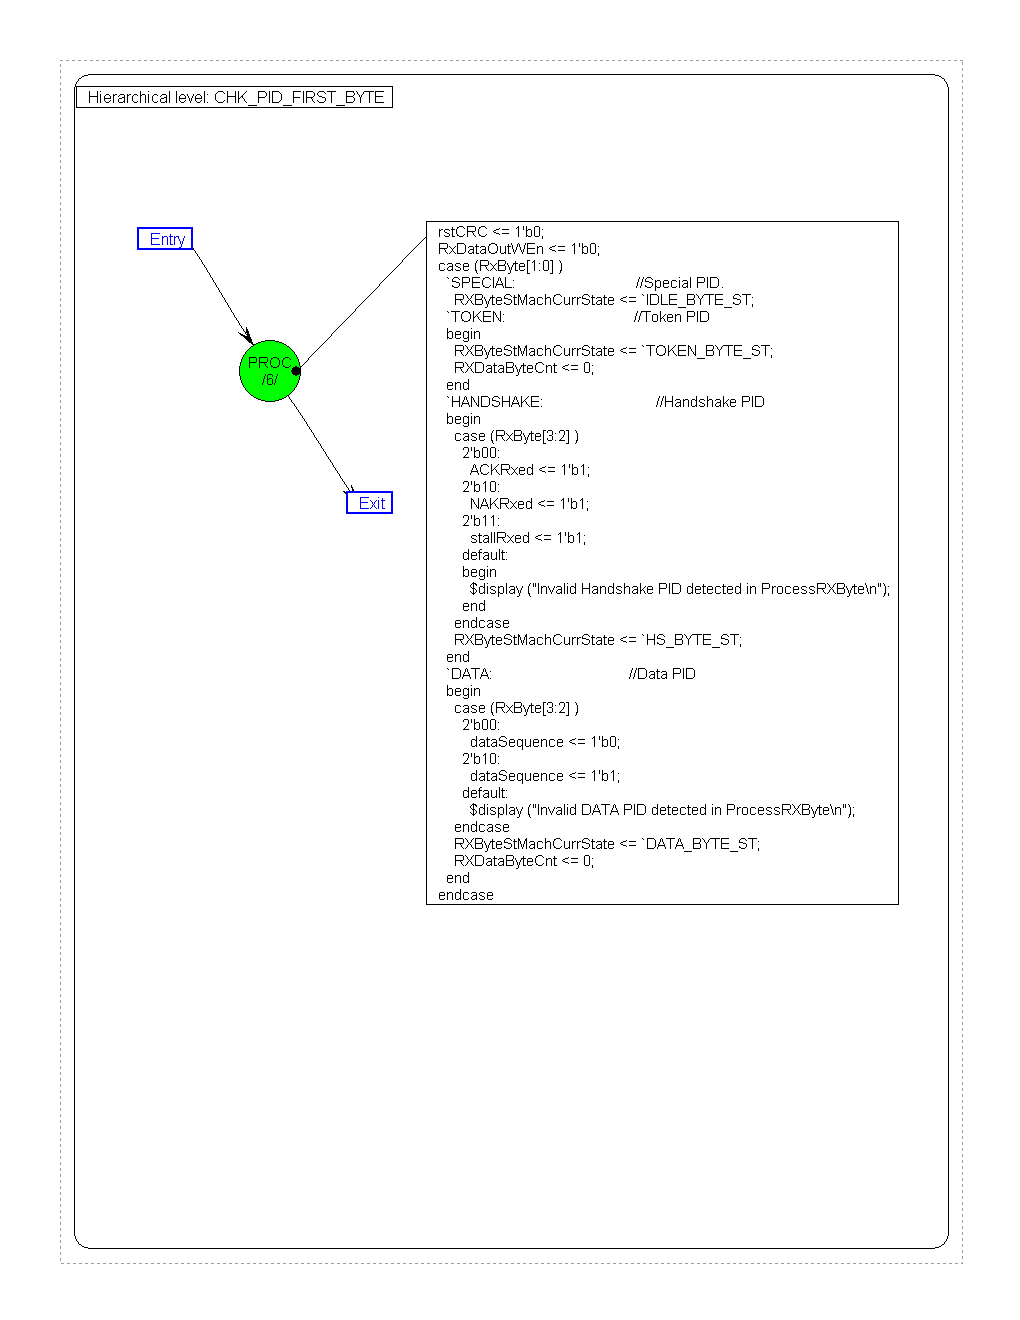 Hierarchical level: CHK_PID_FIRST_BYTE
Entry
PROC
/6/
Exit
rstCRC <= 1'b0;
RxDataOutWEn <= 1'b0;
case (RxByte[1:0] )
`SPECIAL: //Special PID.
RXByteStMachCurrState <= `IDLE_BYTE_ST;
`TOKEN: //Token PID
begin
RXByteStMachCurrState <= `TOKEN_BYTE_ST;
RXDataByteCnt <= 0;
end
`HANDSHAKE: //Handshake PID
begin
case (RxByte[3:2] )
2'b00:
ACKRxed <= 1'b1;
2'b10:
NAKRxed <= 1'b1;
2'b11:
stallRxed <= 1'b1;
default:
begin
$display ("Invalid Handshake PID detected in ProcessRXByte\n");
end
endcase
RXByteStMachCurrState <= `HS_BYTE_ST;
end
`DATA: //Data PID
begin
case (RxByte[3:2] )
2'b00:
dataSequence <= 1'b0;
2'b10:
dataSequence <= 1'b1;
default:
$display ("Invalid DATA PID detected in ProcessRXByte\n");
endcase
RXByteStMachCurrState <= `DATA_BYTE_ST;
RXDataByteCnt <= 0;
end
endcase